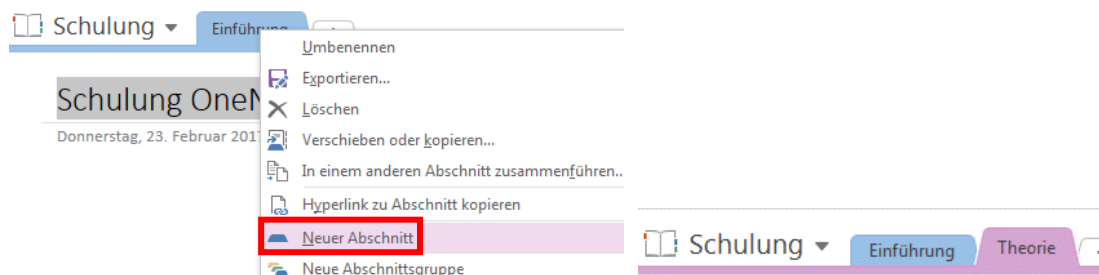 Schulung
Einführung
Umbenennen
Exportieren...
Schulung OneN
Löschen
Donnerstag, 23. Februar 201
Verschieben oder kopieren...
In einem anderen Abschnitt zusammenführen..
Hyperlink zu Abschnitt kopieren
Neuer Abschnitt
Neue Abschnittsgruppe
Schulung
Einführung
Theorie